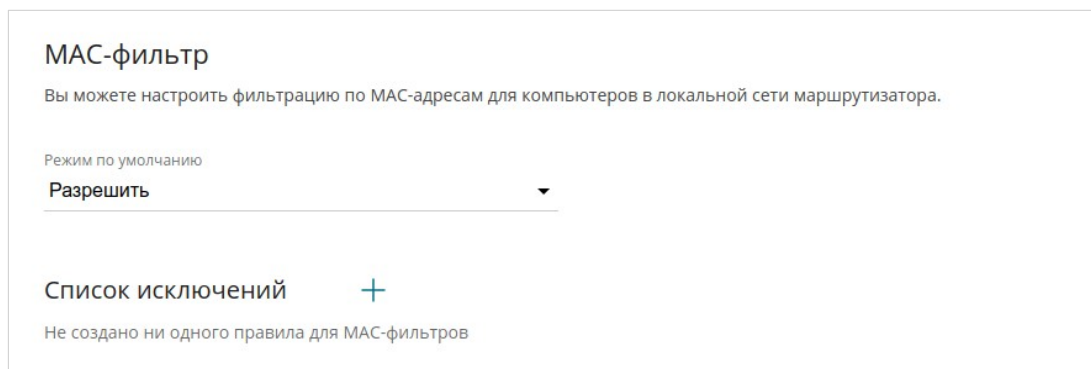 МАС-фильтр
Вы можете настроить фильтрацию по МАС-адресам для компьютеров в локальной сети маршрутизатора.
Режим по умолчанию
Разрешить
Список исключений
Не создано ни одного правила для МАС-фильтров